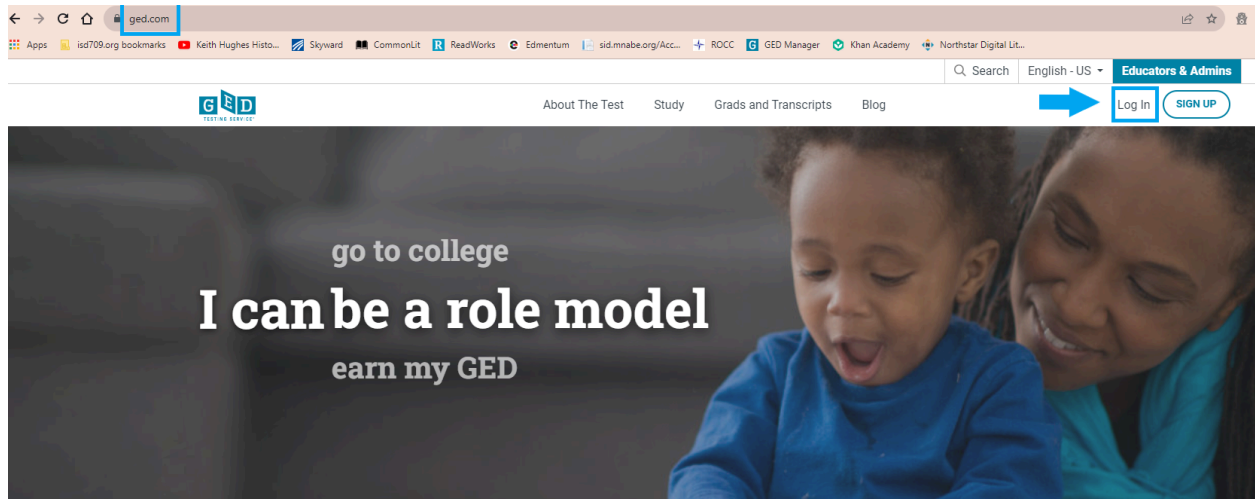 ged.com
Apps isd709.org bookmarks Keith Hughes Histo... Skyward CommonLit ReadWorks Edmentum sid.mnabe.org/Acc... ROCC GED Manager Khan Academy Northstar Digital Lit...
Search English - US Educators & Admins
GED
TESTING SERVICE
About The Test Study Grads and Transcripts Blog Log In SIGN UP
go to college
I can be a role model
earn my GED